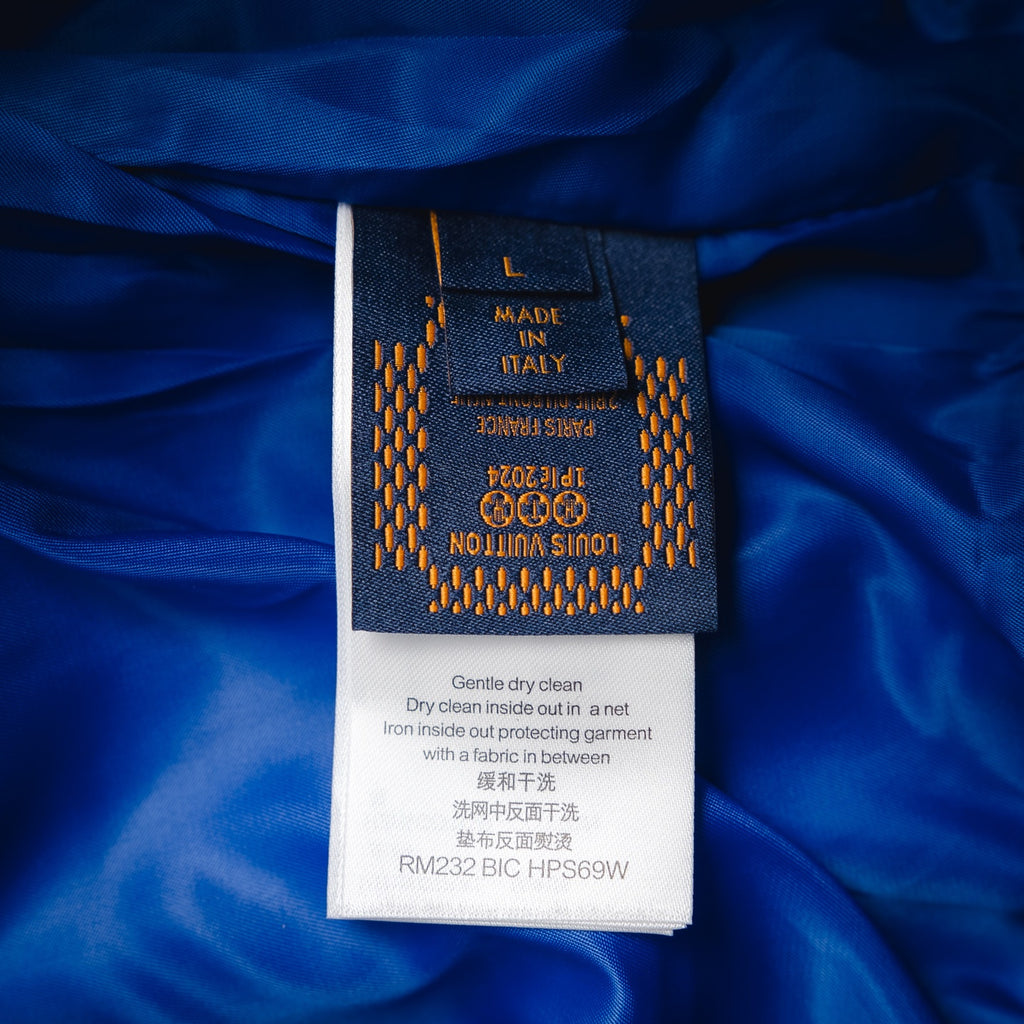 L
MADE
IN
ITALY
PARIS FRANCE
1Plé2024
LOUIS VUITTON
Gentle dry clean
Dry clean inside out in a net
Iron inside out protecting garment
with a fabric in between
缓和干洗
洗网中反面干洗
垫布反面熨烫
RM232 BIC HPS69W